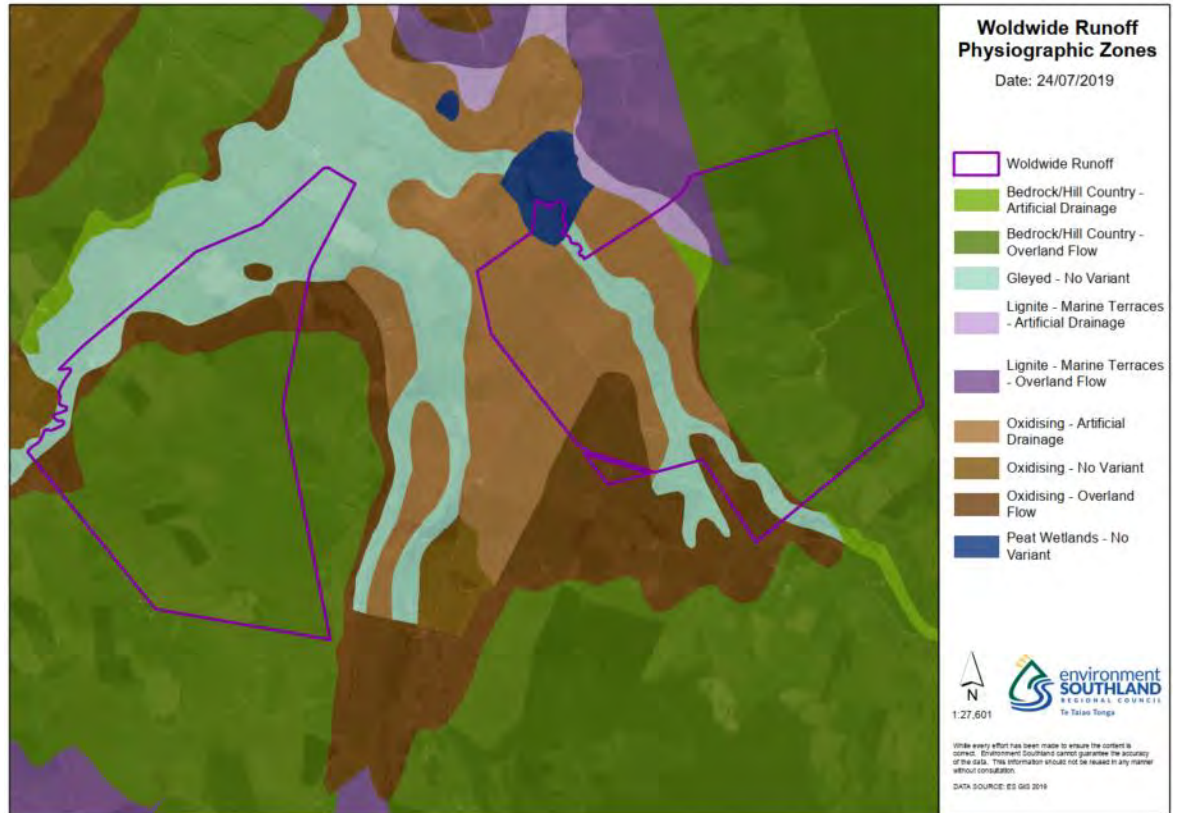 Woldwide Runoff
Physiographic Zones
Date: 24/07/2019
Woldwide Runoff
Bedrock/Hill Country -
Artificial Drainage
Bedrock/Hill Country -
Overland Flow
Gleyed - No Variant
Lignite - Marine Terraces
- Artificial Drainage
Lignite - Marine Terraces
- Overland Flow
Oxidising - Artificial
Drainage
Oxidising - No Variant
Oxidising - Overland
Flow
Peat Wetlands - No
Variant
N
1:27,601
environment
SOUTHLAND
REGIONAL COUNCIL
Te Taiao Tonga
While every effort has been made to ensure the content is
correct. Environment Southland cannot guarantee the accuracy
of the data. This information should not be reused in any manner
without consultation.
DATA SOURCE: ES GIS 2019